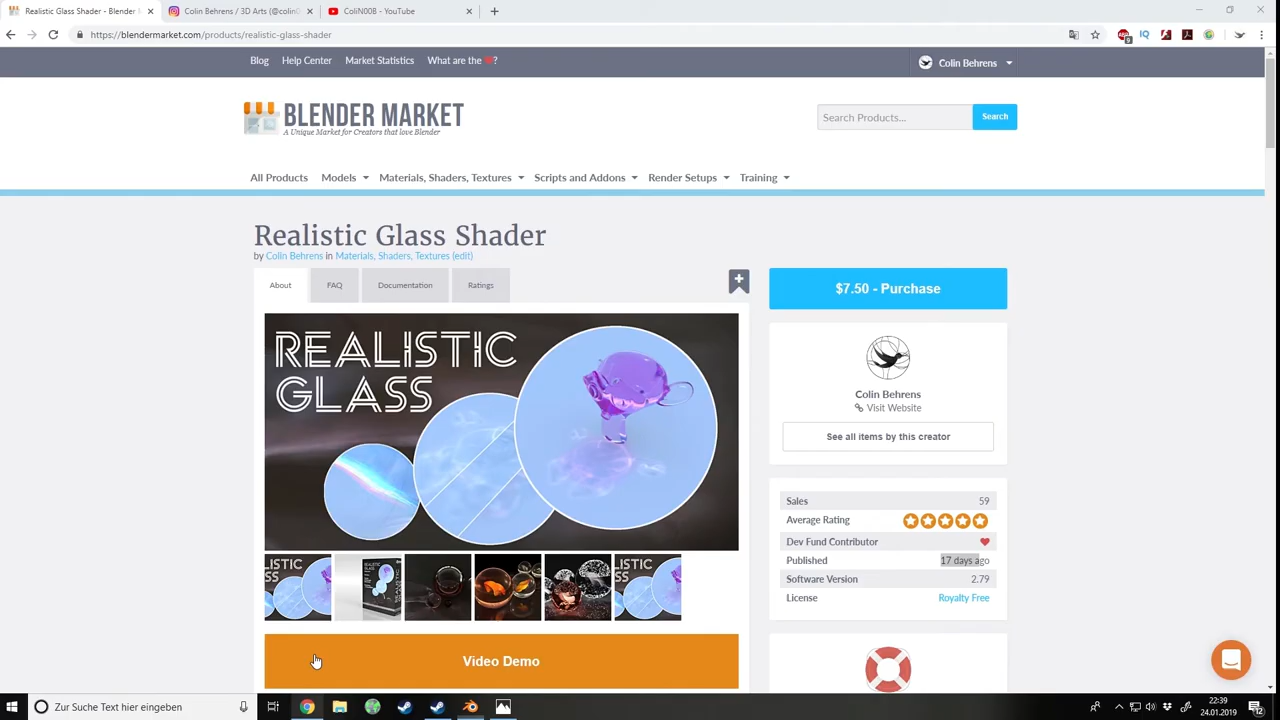 Realistic Glass Shader - Blender
Colin Behrens / 3D Arts (@colin0
ColiN00B - YouTube
https://blendermarket.com/products/realistic-glass-shader
Blog
Help Center
Market Statistics
What are the ?
Colin Behrens
BLENDER MARKET
A Unique Market for Creators that love Blender
Search Products...
Search
All Products
Models
Materials, Shaders, Textures
Scripts and Addons
Render Setups
Training
Realistic Glass Shader
by Colin Behrens in Materials, Shaders, Textures (edit)
About
FAQ
Documentation
Ratings
$7.50 - Purchase
REALISTIC
GLASS
Colin Behrens
Visit Website
See all items by this creator
Sales 59
Average Rating
Dev Fund Contributor
Published 17 days ago
Software Version 2.79
License Royalty Free
Video Demo
Zur Suche Text hier eingeben
22:39
24.01.2019